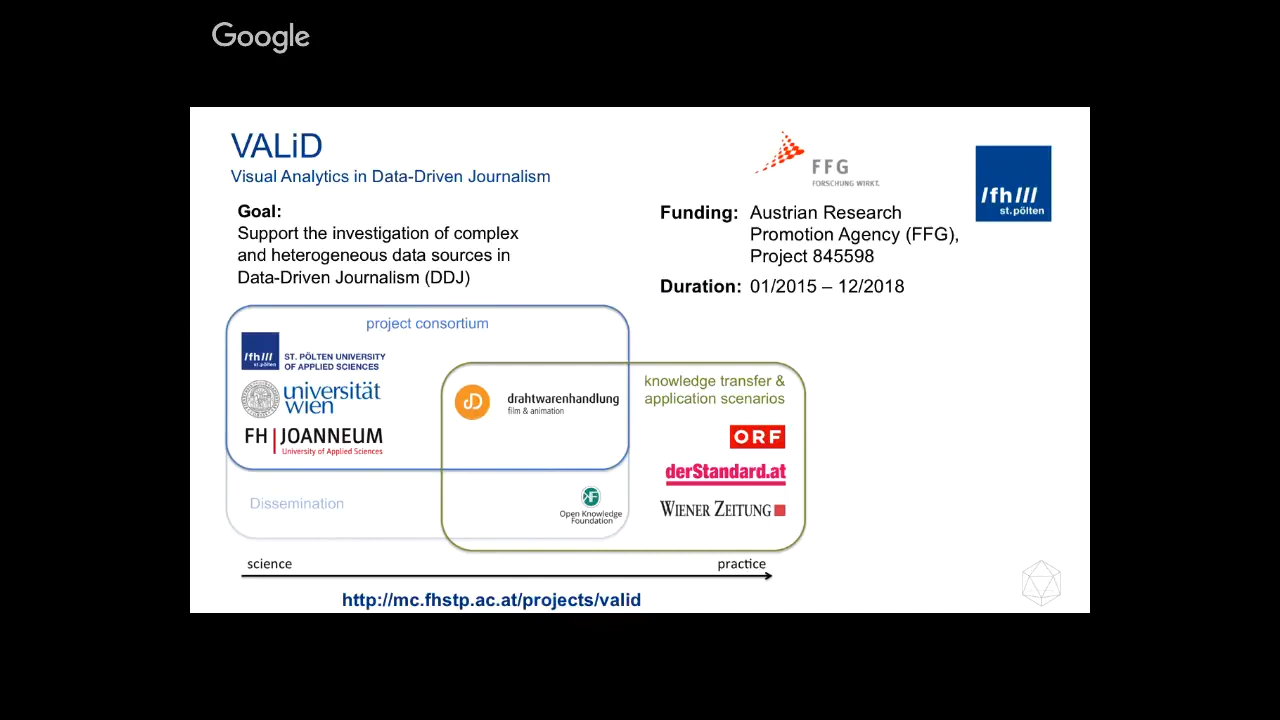 Google
VALiD
Visual Analytics in Data-Driven Journalism
Goal:
Support the investigation of complex
and heterogeneous data sources in
Data-Driven Journalism (DDJ)
FFG
FORSCHUNG WIRKT.
/fh///
st.pölten
Funding: Austrian Research
Promotion Agency (FFG),
Project 845598
Duration: 01/2015 – 12/2018
project consortium
/fh///
st.pölten
ST. PÖLTEN UNIVERSITY
OF APPLIED SCIENCES
universität
wien
FH JOANNEUM
University of Applied Sciences
drahtwarenhandlung
film & animation
knowledge transfer &
application scenarios
ORF
derStandard.at
WIENER ZEITUNG
Dissemination
Open Knowledge
Foundation
science
practice
http://mc.fhstp.ac.at/projects/valid